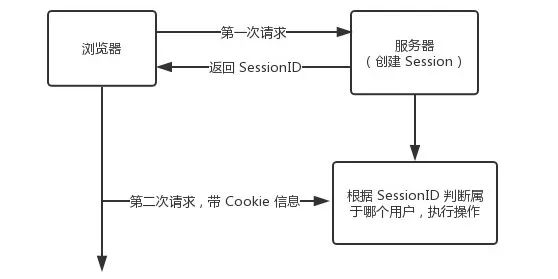 浏览器
第一次请求
服务器
（创建 Session）
返回 SessionID
第二次请求，带 Cookie 信息
根据 SessionID 判断属
于哪个用户，执行操作